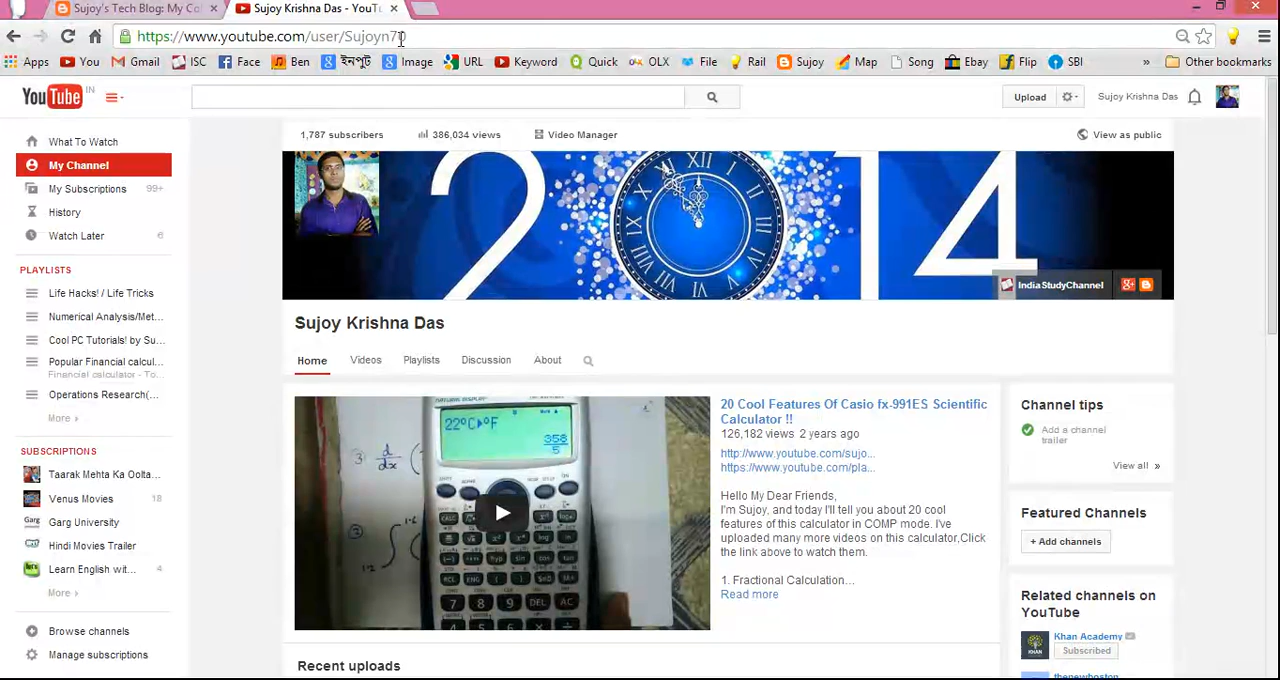 Sujoy's Tech Blog: My Co
Sujoy Krishna Das - YouTu
https://www.youtube.com/user/Sujoyn70
Apps You Gmail ISC Face Ben ইনপুট Image URL Keyword Quick OLX File Rail Sujoy Map Song Ebay Flip SBI » Other bookmarks
YouTube IN
Upload
Sujoy Krishna Das
What To Watch
My Channel
My Subscriptions 99+
History
Watch Later 6
PLAYLISTS
Life Hacks! / Life Tricks
Numerical Analysis/Met...
Cool PC Tutorials! by Su...
Popular Financial calcul...
Financial calculator - To...
Operations Research(...
More ›
SUBSCRIPTIONS
Taarak Mehta Ka Oolta...
Venus Movies 18
Garg University
Hindi Movies Trailer
Learn English wit... 4
More ›
Browse channels
Manage subscriptions
1,787 subscribers
386,034 views
Video Manager
View as public
2014
IndiaStudyChannel
Sujoy Krishna Das
Home Videos Playlists Discussion About
22°C▸°F
358
5
20 Cool Features Of Casio fx-991ES Scientific
Calculator !!
126,182 views 2 years ago
http://www.youtube.com/sujo...
https://www.youtube.com/pla...
Hello My Dear Friends,
I'm Sujoy, and today I'll tell you about 20 cool
features of this calculator in COMP mode. I've
uploaded many more videos on this calculator,Click
the link above to watch them.
1. Fractional Calculation...
Read more
Recent uploads
Channel tips
Add a channel
trailer
View all »
Featured Channels
+ Add channels
Related channels on
YouTube
Khan Academy
Subscribed
thenewboston